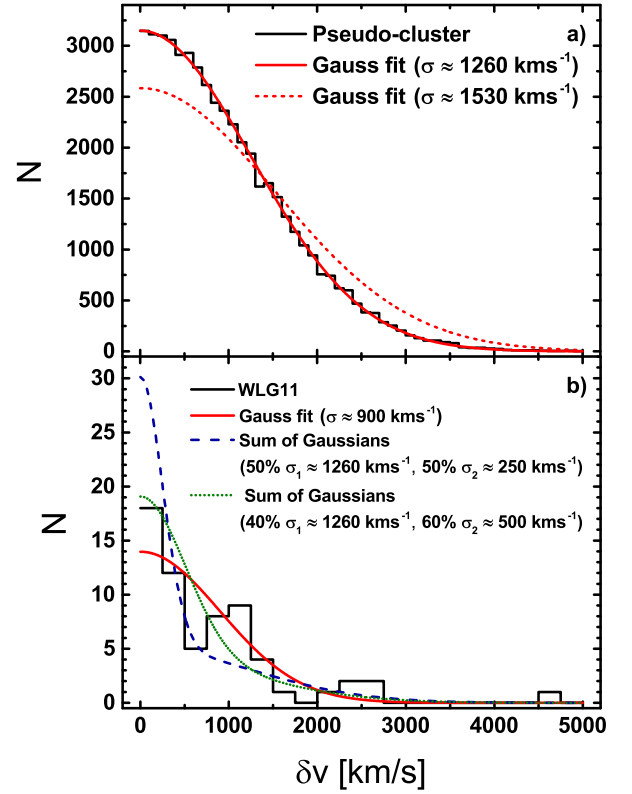 a)
Pseudo-cluster
Gauss fit (σ ≈ 1260 kms⁻¹)
Gauss fit (σ ≈ 1530 kms⁻¹)
3000
2500
2000
1500
1000
500
0
N
b)
WLG11
Gauss fit (σ ≈ 900 kms⁻¹)
Sum of Gaussians
(50% σ₁ ≈ 1260 kms⁻¹, 50% σ₂ ≈ 250 kms⁻¹)
Sum of Gaussians
(40% σ₁ ≈ 1260 kms⁻¹, 60% σ₂ ≈ 500 kms⁻¹)
30
25
20
15
10
5
0
N
0 1000 2000 3000 4000 5000
δv [km/s]